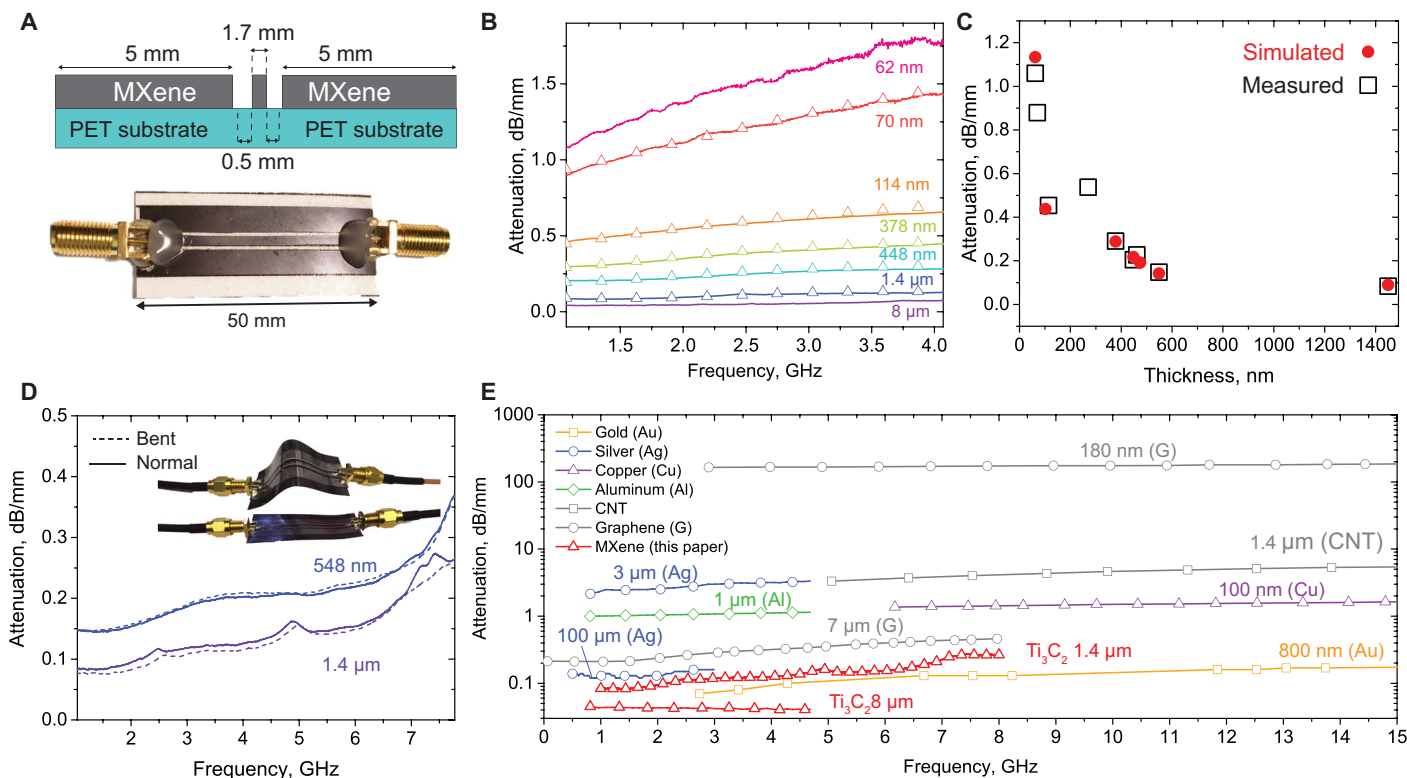 A
1.7 mm
5 mm
5 mm
MXene
MXene
PET substrate
PET substrate
0.5 mm
50 mm
B
Attenuation, dB/mm
1.5
1.0
0.5
0.0
62 nm
70 nm
114 nm
378 nm
448 nm
1.4 µm
8 µm
1.5 2.0 2.5 3.0 3.5 4.0
Frequency, GHz
C
Attenuation, dB/mm
1.2
1.0
0.8
0.6
0.4
0.2
0.0
Simulated
Measured
0 200 400 600 800 1000 1200 1400
Thickness, nm
D
Attenuation, dB/mm
0.5
0.4
0.3
0.2
0.1
0.0
Bent
Normal
548 nm
1.4 µm
2 3 4 5 6 7
Frequency, GHz
E
Attenuation, dB/mm
1000
100
10
1
0.1
Gold (Au)
Silver (Ag)
Copper (Cu)
Aluminum (Al)
CNT
Graphene (G)
MXene (this paper)
180 nm (G)
1.4 µm (CNT)
3 µm (Ag)
1 µm (Al)
100 nm (Cu)
7 µm (G)
100 µm (Ag)
Ti₃C₂ 1.4 µm
800 nm (Au)
Ti₃C₂8 µm
0 1 2 3 4 5 6 7 8 9 10 11 12 13 14 15
Frequency, GHz